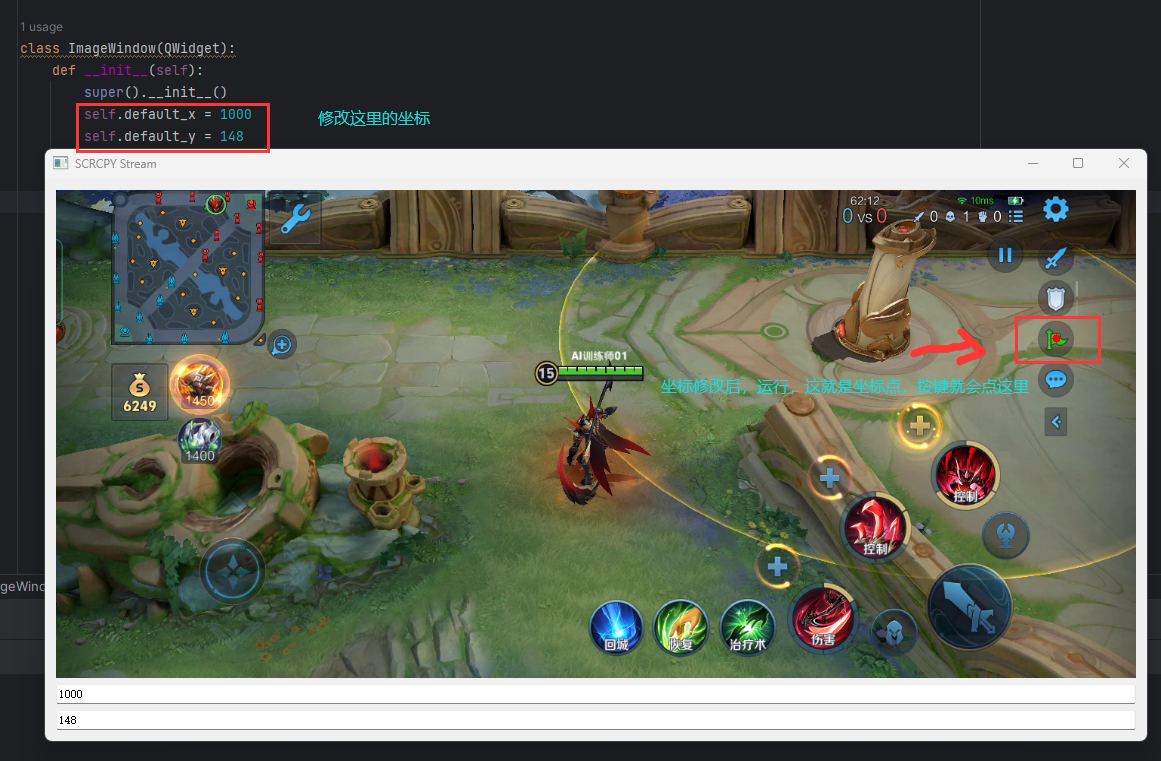 1 usage
class ImageWindow(QWidget):
def __init__(self):
super().__init__()
self.default_x = 1000
修改这里的坐标
self.default_y = 148
SCRCPY Stream
62:12
10ms
0 VS 0
0 1 0
AI训练师01
15
1450
6249
1400
坐标修改后，运行，这就是坐标点，按键就会点这里
控制
控制
geWind
回城
恢复
治疗术
伤害
1000
148